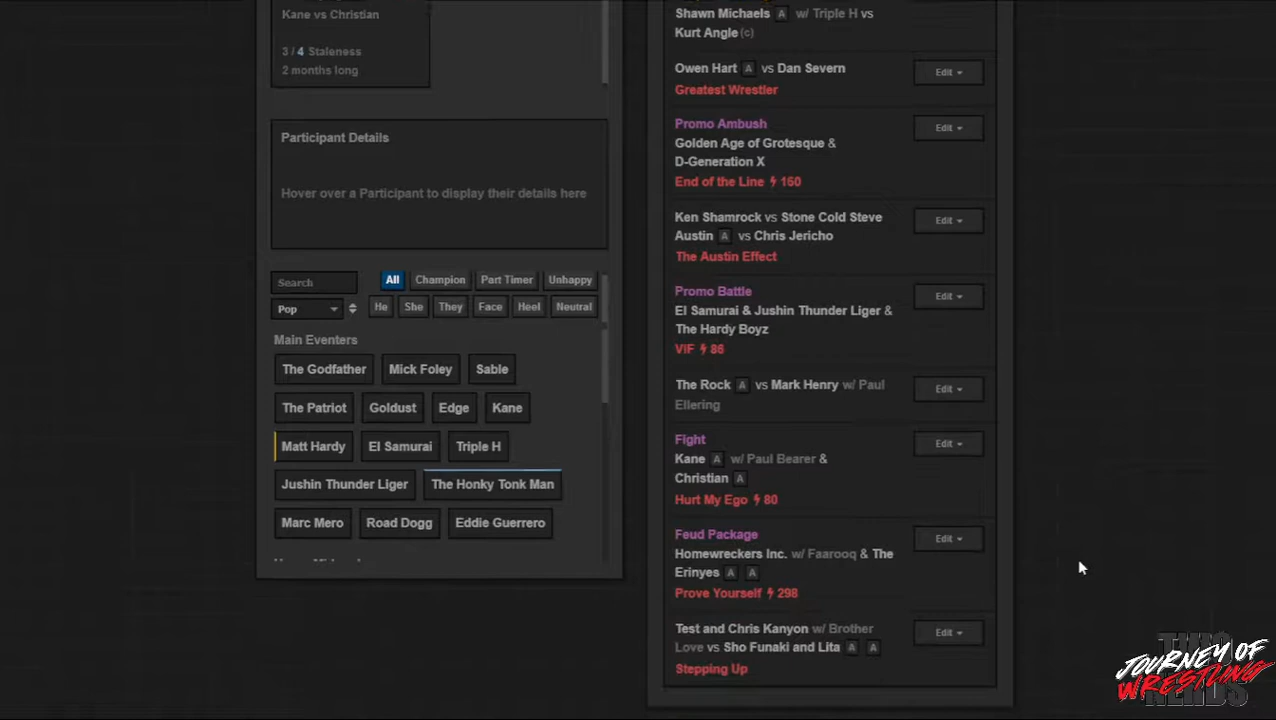 Kane vs Christian
3 / 4 Staleness
2 months long
Participant Details
Hover over a Participant to display their details here
Search
All
Champion
Part Timer
Unhappy
Pop
He
She
They
Face
Heel
Neutral
Main Eventers
The Godfather
Mick Foley
Sable
The Patriot
Goldust
Edge
Kane
Matt Hardy
El Samurai
Triple H
Jushin Thunder Liger
The Honky Tonk Man
Marc Mero
Road Dogg
Eddie Guerrero
Shawn Michaels A w/ Triple H vs
Kurt Angle (c)
Owen Hart A vs Dan Severn
Edit
Greatest Wrestler
Promo Ambush
Edit
Golden Age of Grotesque &
D-Generation X
End of the Line 160
Ken Shamrock vs Stone Cold Steve
Edit
Austin A vs Chris Jericho
The Austin Effect
Promo Battle
Edit
El Samurai & Jushin Thunder Liger &
The Hardy Boyz
VIF 86
The Rock A vs Mark Henry w/ Paul
Edit
Ellering
Fight
Edit
Kane A w/ Paul Bearer &
Christian A
Hurt My Ego 80
Feud Package
Edit
Homewreckers Inc. w/ Faarooq & The
Erinyes A A
Prove Yourself 298
Test and Chris Kanyon w/ Brother
Edit
Love vs Sho Funaki and Lita A A
Stepping Up
JOURNEY OF
WRESTLING
NERDS